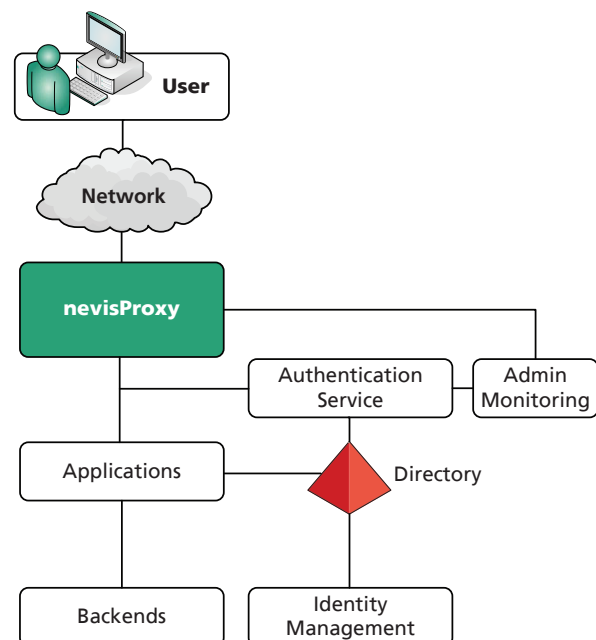 User
Network
nevisProxy
Authentication
Service
Admin
Monitoring
Applications
Directory
Backends
Identity
Management